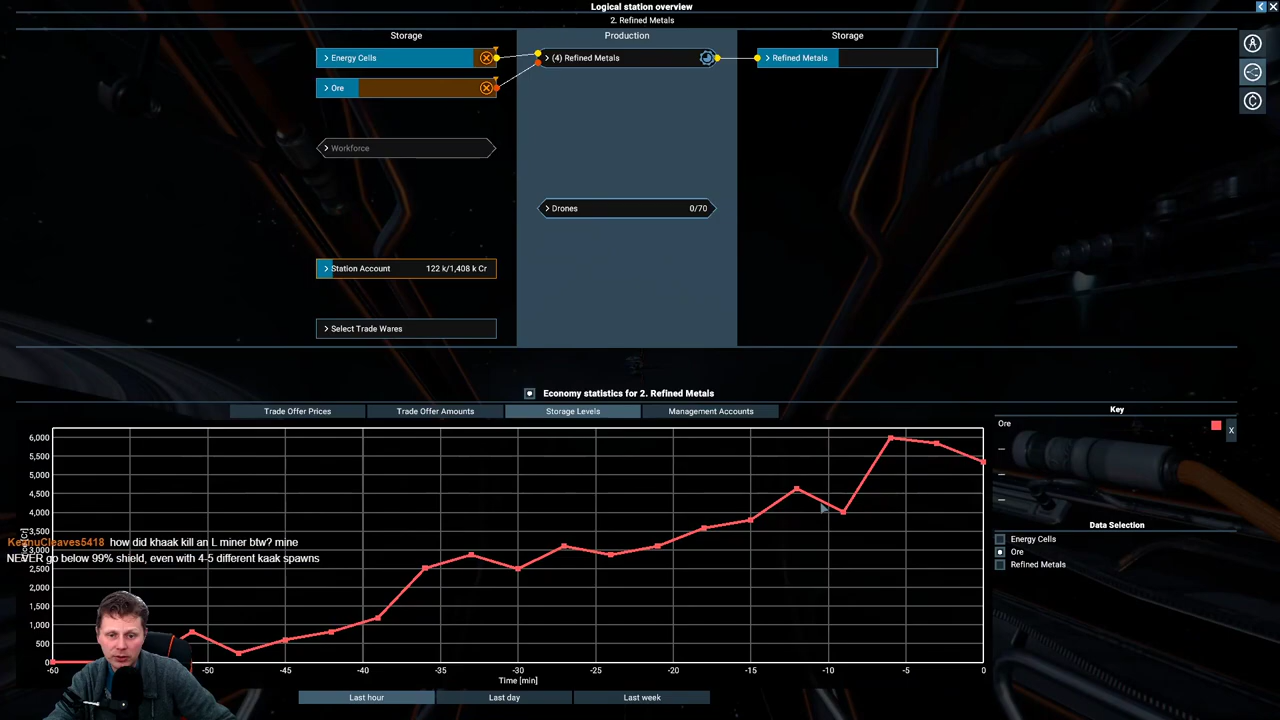 Logical station overview
2. Refined Metals
Storage
Production
Storage
Energy Cells
(4) Refined Metals
Refined Metals
Ore
Workforce
Drones 0/70
Station Account 122 k/1,408 k Cr
Select Trade Wares
Economy statistics for 2. Refined Metals
Trade Offer Prices
Trade Offer Amounts
Storage Levels
Management Accounts
Key
Ore
X
6,000
5,500
5,000
4,500
4,000
3,500
3,000
2,500
2,000
1,500
1,000
500
0
-60 -50 -45 -40 -35 -30 -25 -20 -15 -10 -5 0
Time [min]
KeanuCleaves5418 how did khaak kill an L miner btw? mine
NEVER go below 99% shield, even with 4-5 different kaak spawns
Data Selection
Energy Cells
Ore
Refined Metals
Last hour
Last day
Last week